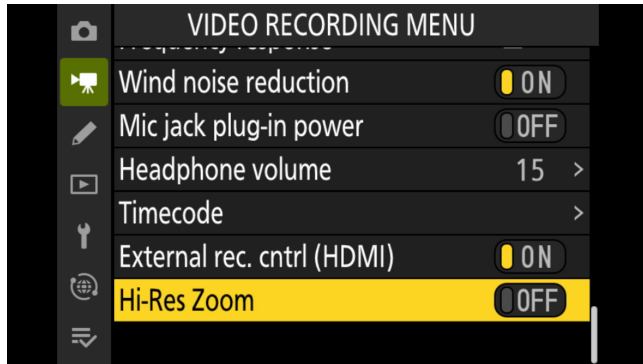 VIDEO RECORDING MENU
Wind noise reduction ON
Mic jack plug-in power OFF
Headphone volume 15 >
Timecode >
External rec. cntrl (HDMI) ON
Hi-Res Zoom OFF